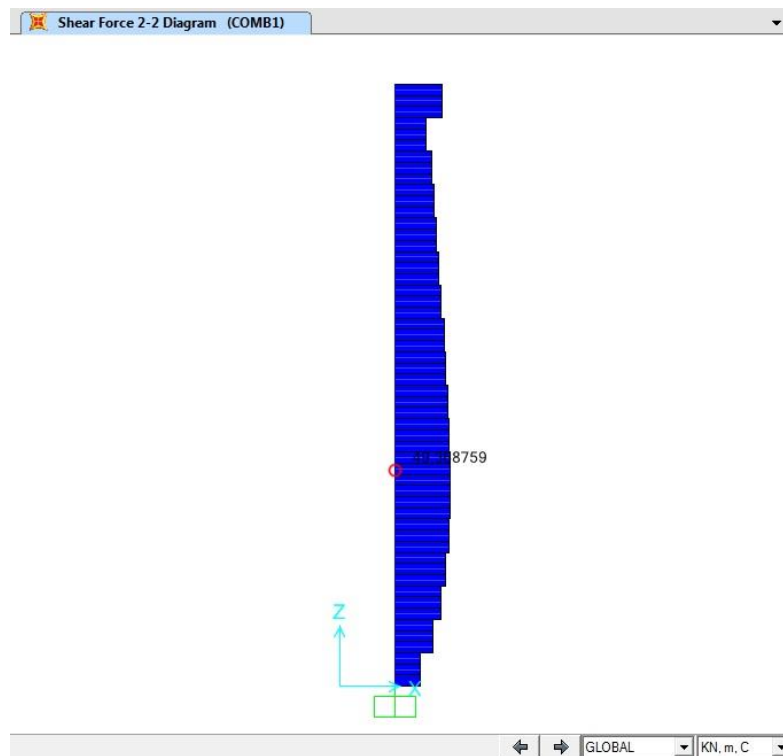 Shear Force 2-2 Diagram (COMB1)
Z
X
GLOBAL
KN, m, C